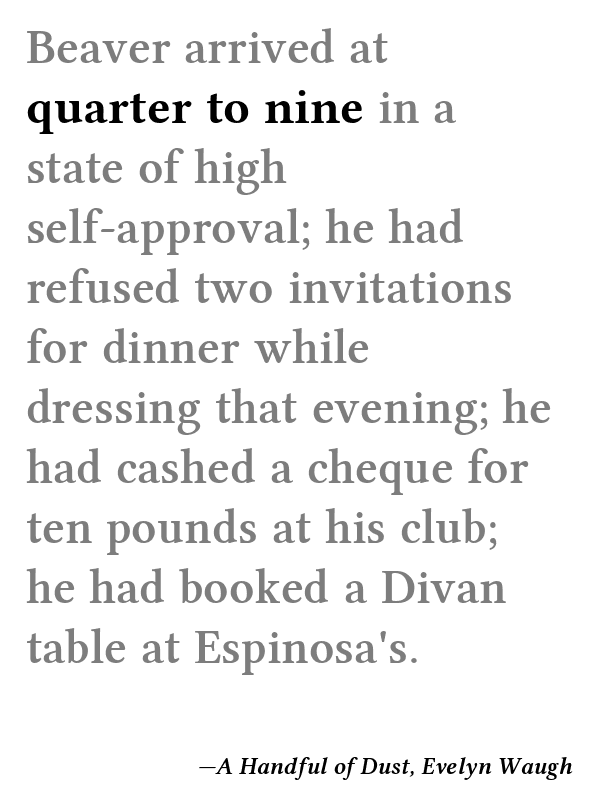 Beaver arrived at
quarter to nine in a
state of high
self-approval; he had
refused two invitations
for dinner while
dressing that evening; he
had cashed a cheque for
ten pounds at his club;
he had booked a Divan
table at Espinosa's.
—A Handful of Dust, Evelyn Waugh